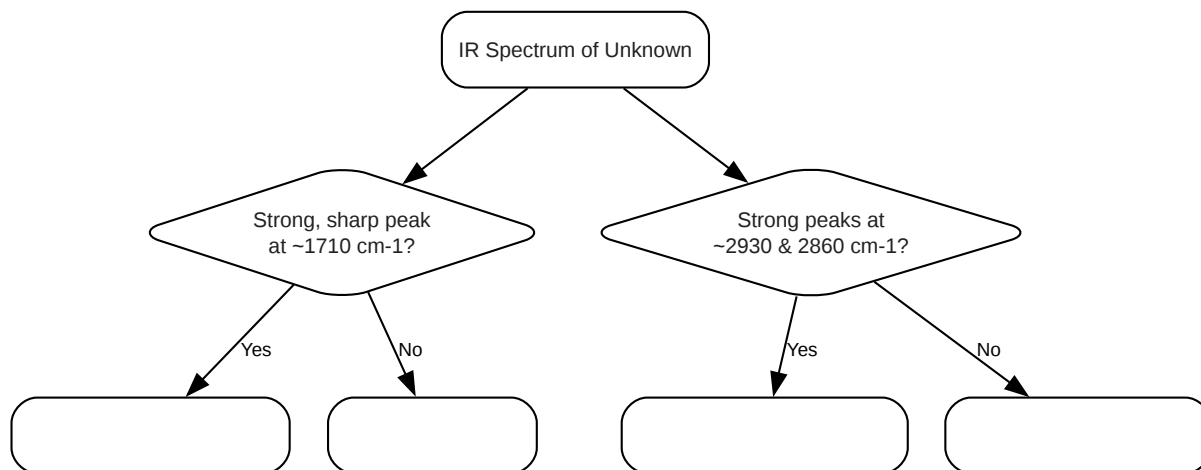 IR Spectrum of Unknown
Strong, sharp peak
at ~1710 cm-1?
Strong peaks at
~2930 & 2860 cm-1?
Yes
No
Yes
No